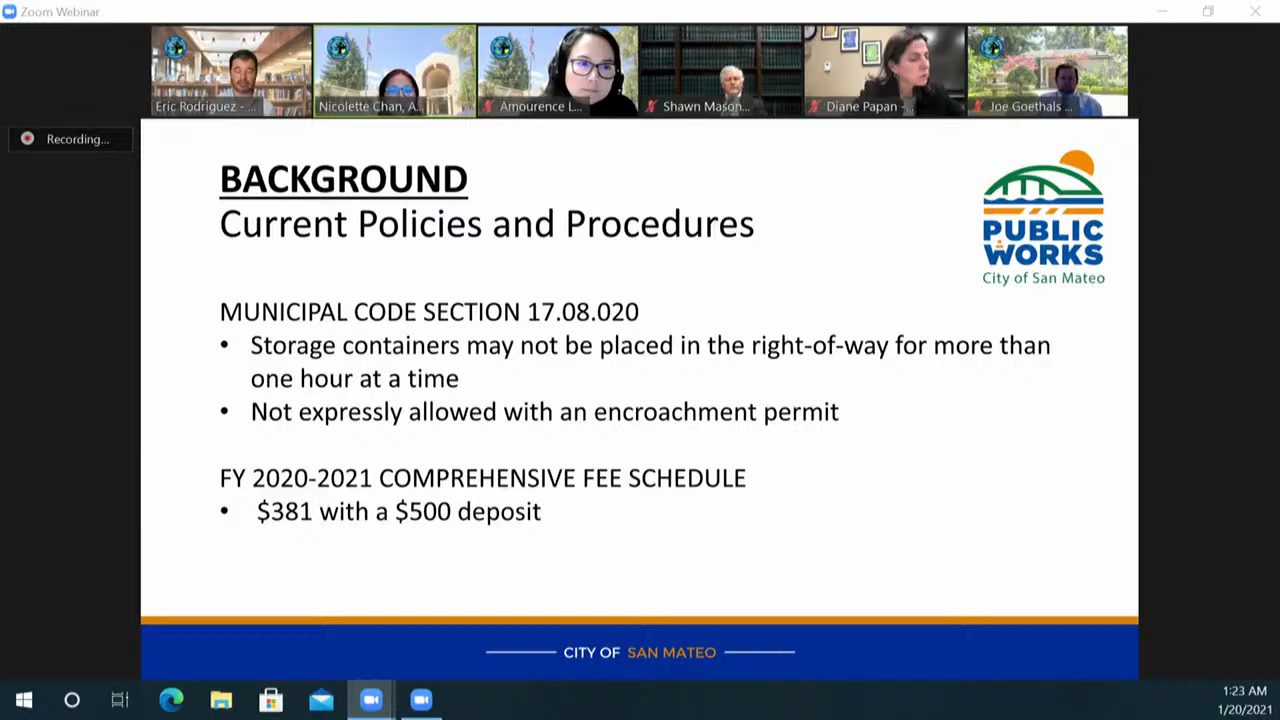 Zoom Webinar
Eric Rodriguez - ...
Nicolette Chan, A...
Amourence L...
Shawn Mason...
Diane Papan -...
Joe Goethals ...
Recording...
BACKGROUND
Current Policies and Procedures
PUBLIC
WORKS
City of San Mateo
MUNICIPAL CODE SECTION 17.08.020
• Storage containers may not be placed in the right-of-way for more than
one hour at a time
• Not expressly allowed with an encroachment permit
FY 2020-2021 COMPREHENSIVE FEE SCHEDULE
• $381 with a $500 deposit
CITY OF SAN MATEO
1:23 AM
1/20/2021